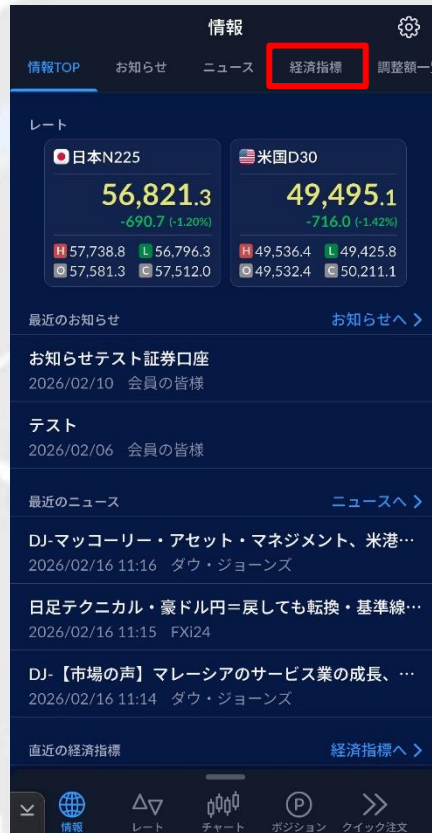 情報
情報TOP お知らせ ニュース 経済指標 調整額一
レート
日本N225 米国D30
56,821.3 49,495.1
-690.7 (-1.20%) -716.0 (-1.42%)
H 57,738.8 L 56,796.3 H 49,536.4 L 49,425.8
O 57,581.3 C 57,512.0 O 49,532.4 C 50,211.1
最近のお知らせ お知らせへ
お知らせテスト証券口座
2026/02/10 会員の皆様
テスト
2026/02/06 会員の皆様
最近のニュース ニュースへ
DJ-マッコーリー・アセット・マネジメント、米港…
2026/02/16 11:16 ダウ・ジョーンズ
日足テクニカル・豪ドル円=戻しても転換・基準線…
2026/02/16 11:15 FXi24
DJ-【市場の声】マレーシアのサービス業の成長、…
2026/02/16 11:14 ダウ・ジョーンズ
直近の経済指標 経済指標へ
情報 レート チャート P ポジション クイック注文